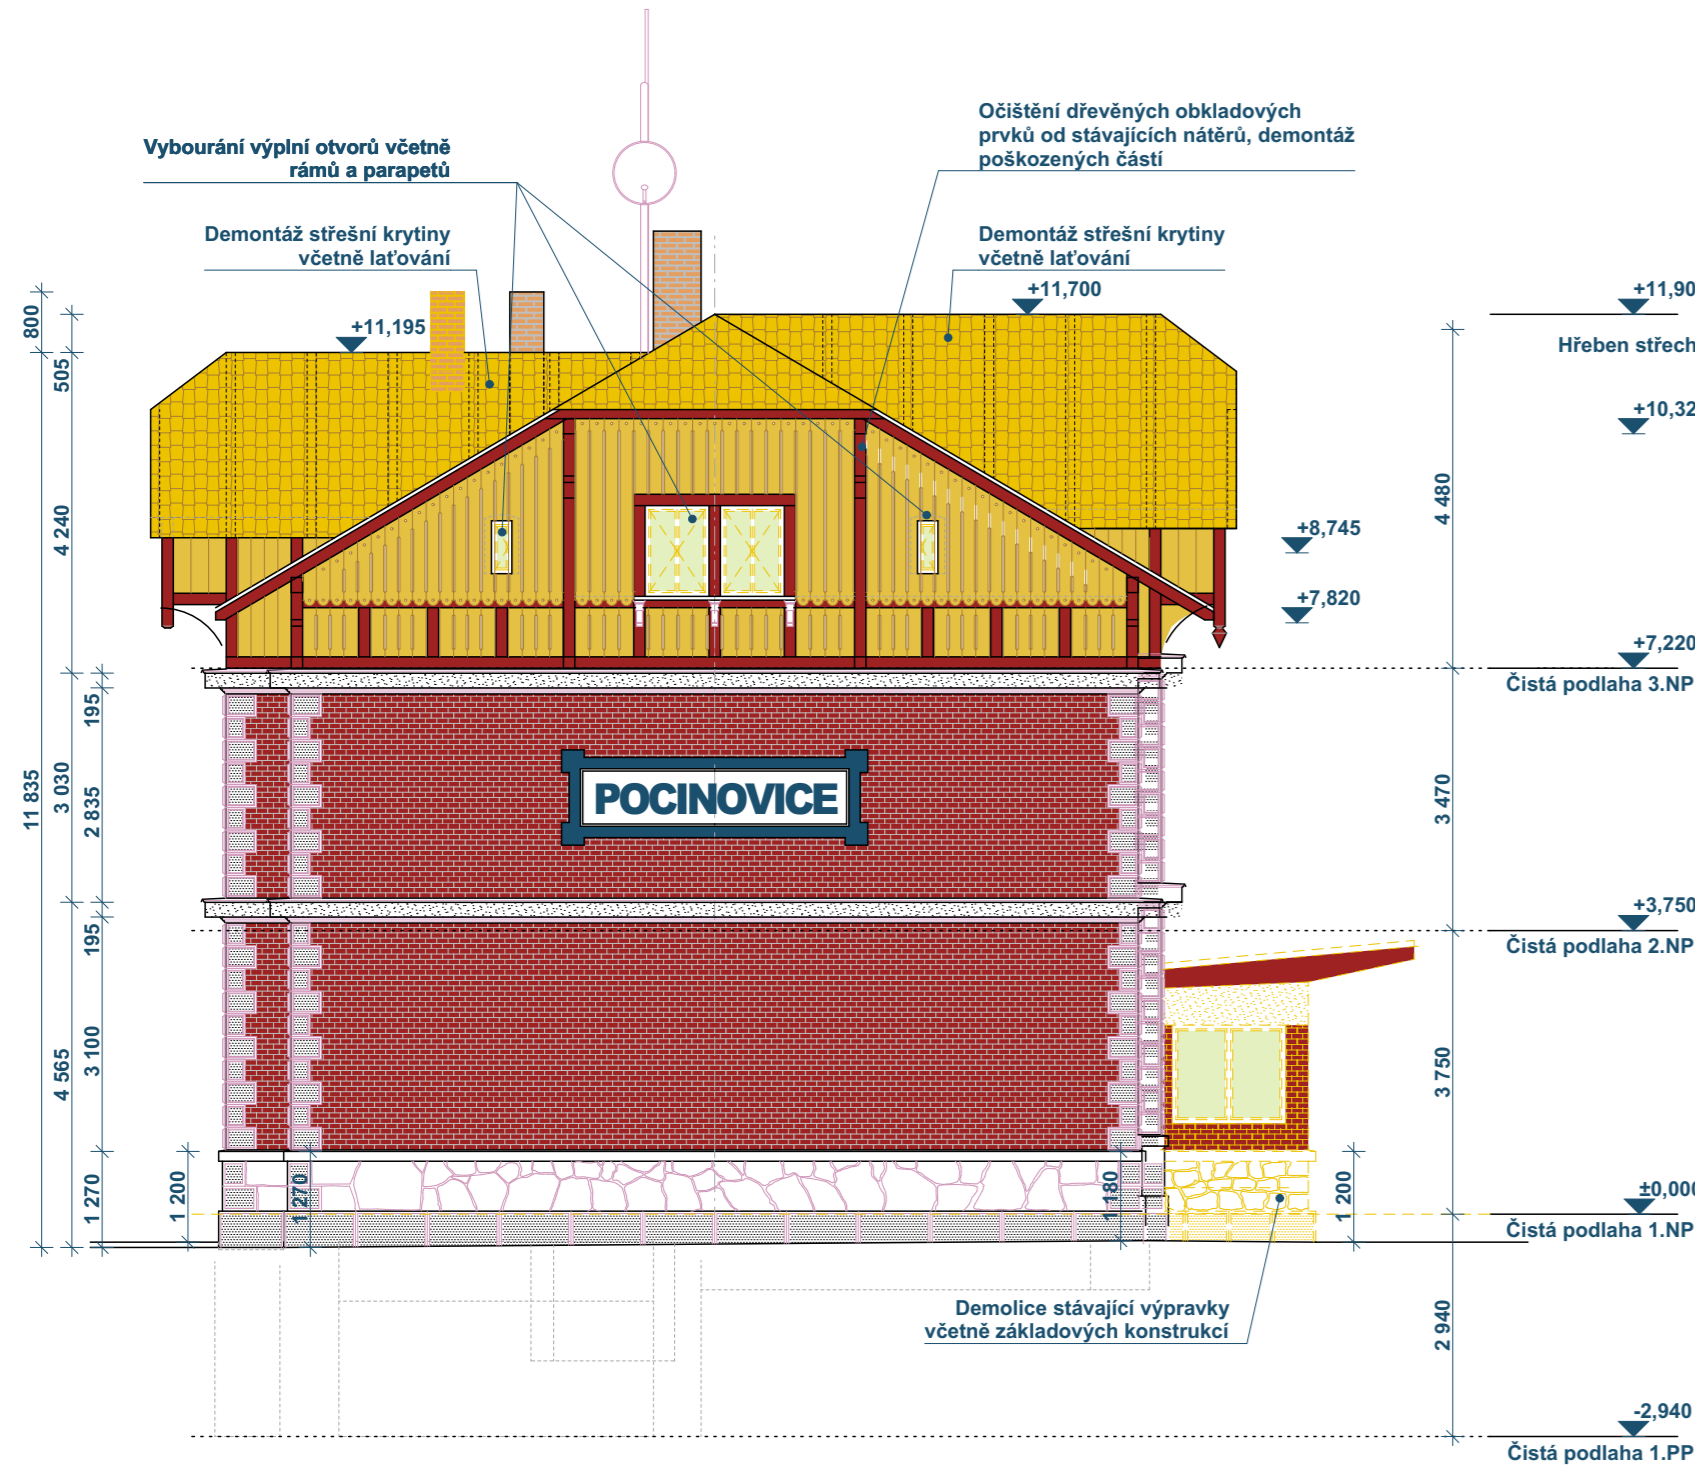 Očištění dřevěných obkladových
prvků od stávajících nátěrů, demontáž
poškozených částí
Vybourání výplní otvorů včetně
rámů a parapetů
Demontáž střešní krytiny
včetně laťování
Demontáž střešní krytiny
včetně laťování
+11,700
+11,90
+11,195
Hřeben střech
+10,32
+8,745
+7,820
+7,220
Čistá podlaha 3.NP
+3,750
Čistá podlaha 2.NP
±0,000
Čistá podlaha 1.NP
-2,940
Čistá podlaha 1.PP
POCINOVICE
Demolice stávající výpravky
včetně základových konstrukcí
800
505
4 240
11 835
3 030
195
2 835
195
4 565
3 100
1 270
1 200
1 270
1 180
1 200
4 480
3 470
3 750
2 940